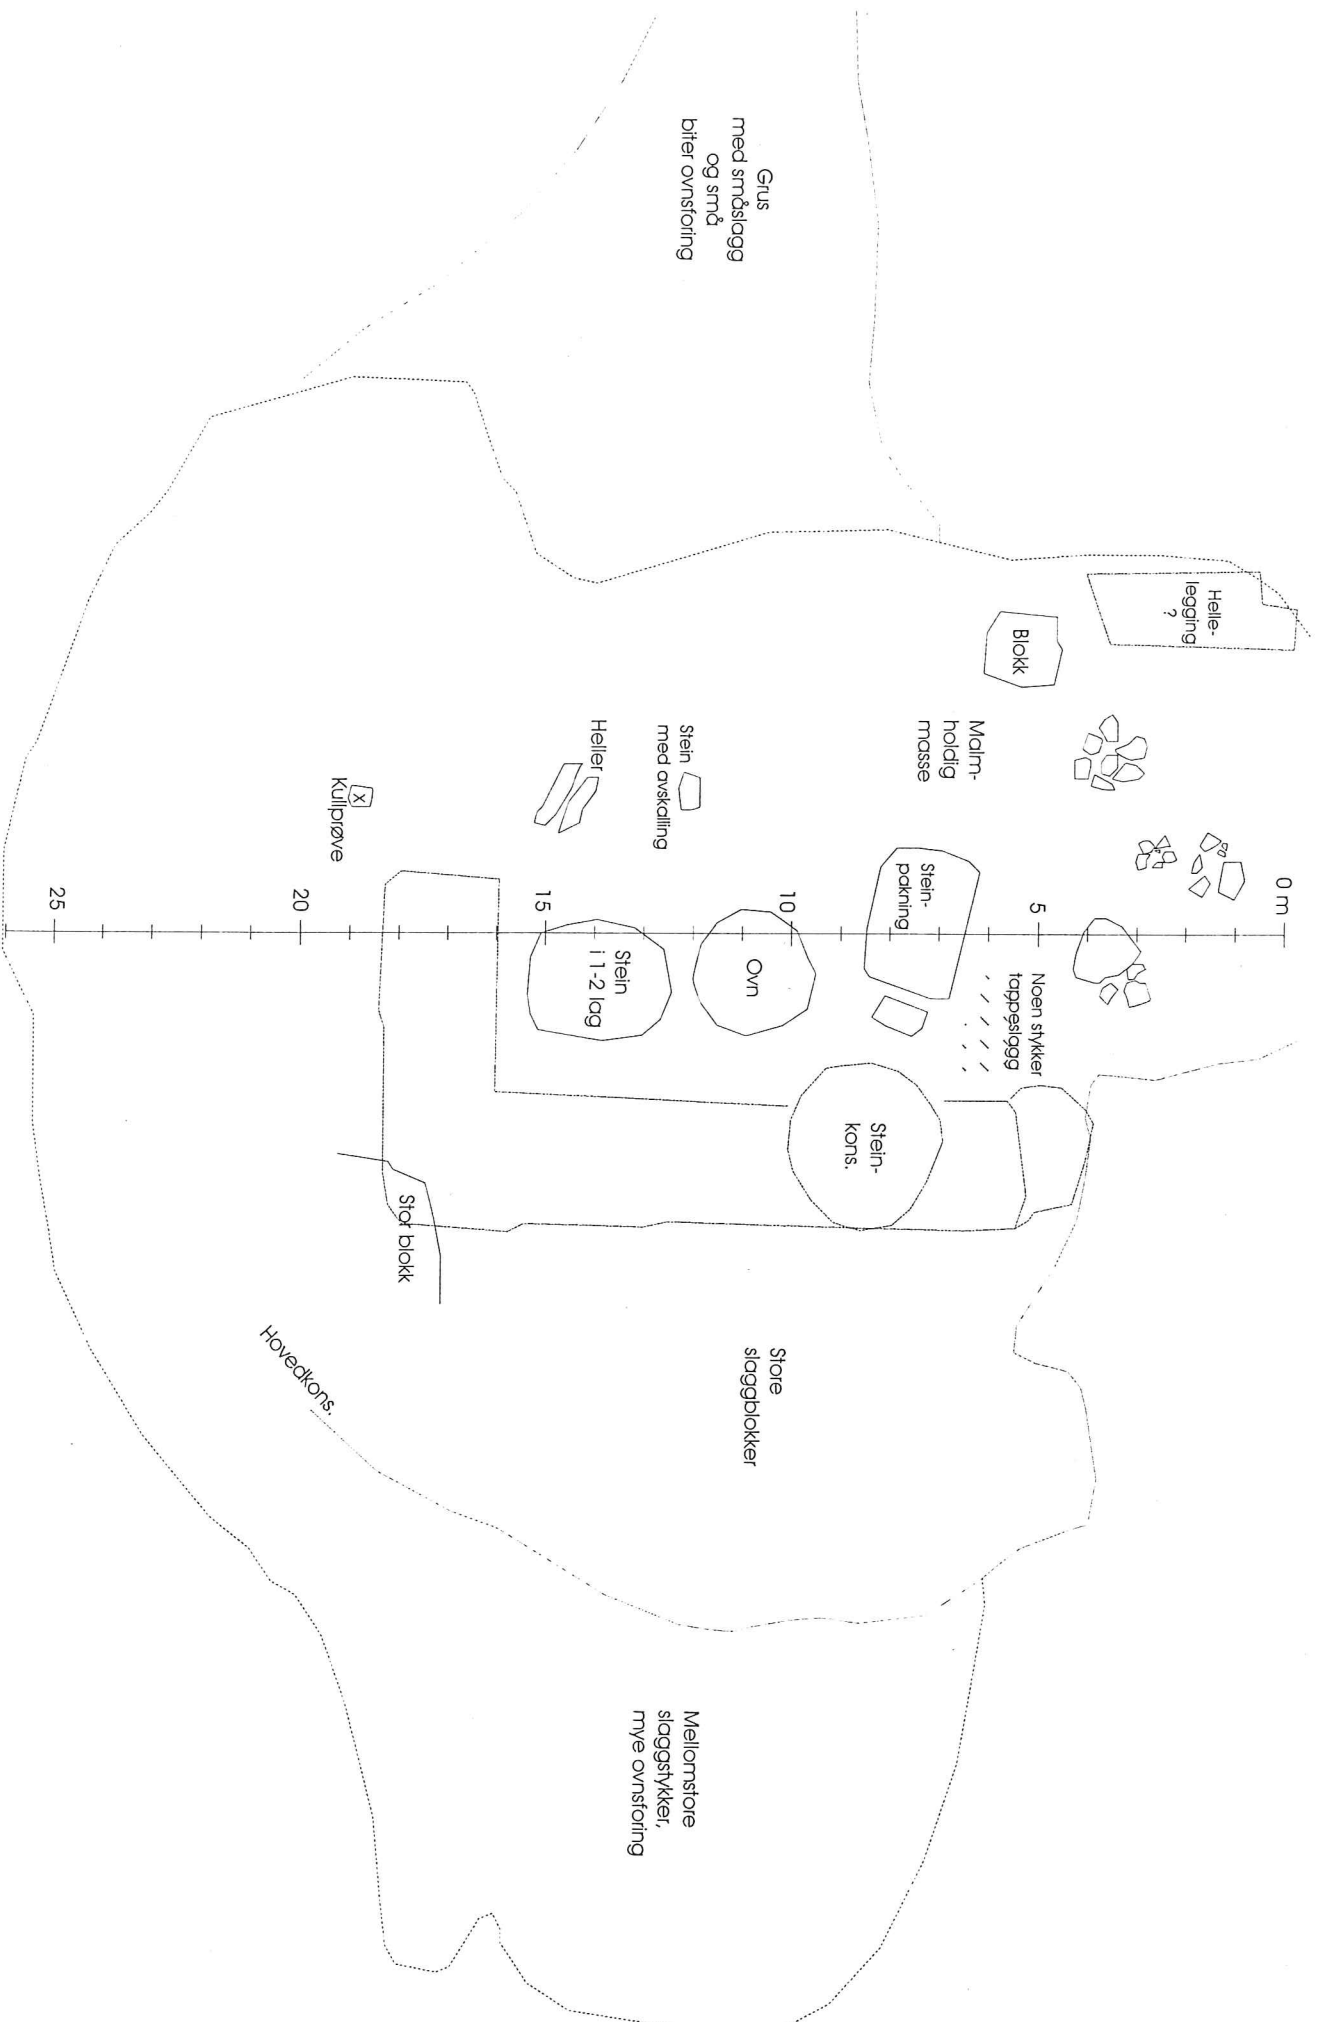 Grus
med småslagg
og små
biter ovnsforing
Helle-
legging
?
Blokk
Malm-
holdig
masse
Stein
med avskalling
Heller
X
Kullprøve
0 m
5
10
15
20
25
Stein-
pakning
Noen stykker
tappeslagg
Ovn
Stein
i 1-2 lag
Stein-
kons.
Stor blokk
Store
slaggblokker
Hovedkons.
Mellomstore
slaggstykker,
mye ovnsforing